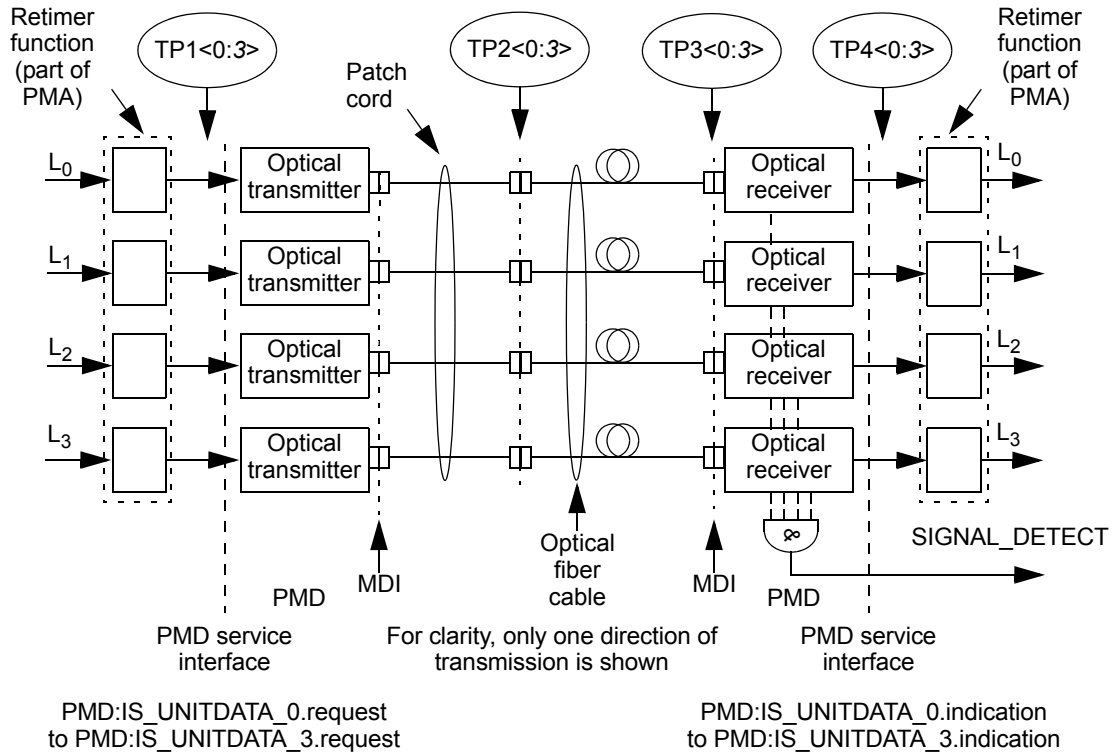 Retimer
function
(part of
PMA)
TP1<0:3>
TP2<0:3>
TP3<0:3>
TP4<0:3>
Retimer
function
(part of
PMA)
Patch
cord
L0
Optical
transmitter
Optical
receiver
L0
L1
Optical
transmitter
Optical
receiver
L1
L2
Optical
transmitter
Optical
receiver
L2
L3
Optical
transmitter
Optical
receiver
L3
&
SIGNAL_DETECT
MDI
Optical
fiber
cable
MDI
PMD
PMD
PMD service
interface
For clarity, only one direction of
transmission is shown
PMD service
interface
PMD:IS_UNITDATA_0.request
to PMD:IS_UNITDATA_3.request
PMD:IS_UNITDATA_0.indication
to PMD:IS_UNITDATA_3.indication